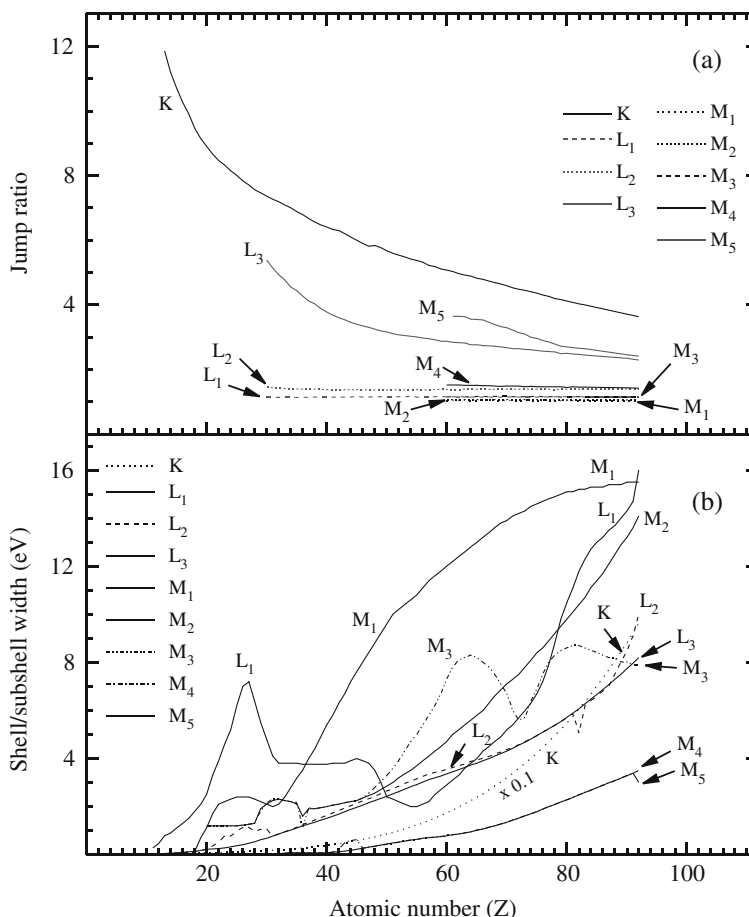 12
(a)
K
K
M₁
L₁
M₂
L₂
M₃
L₃
M₄
M₅
8
Jump ratio
L₃
4
M₅
L₂
M₄
M₃
L₁
M₂
M₁
16
K
L₁
L₂
L₃
M₁
M₂
M₃
M₄
M₅
M₁
(b)
L₁
M₂
12
Shell/subshell width (eV)
M₁
K
L₂
8
L₁
M₃
L₃
M₃
4
L₂
K
x 0.1
M₄
M₅
20 40 60 80 100
Atomic number (Z)